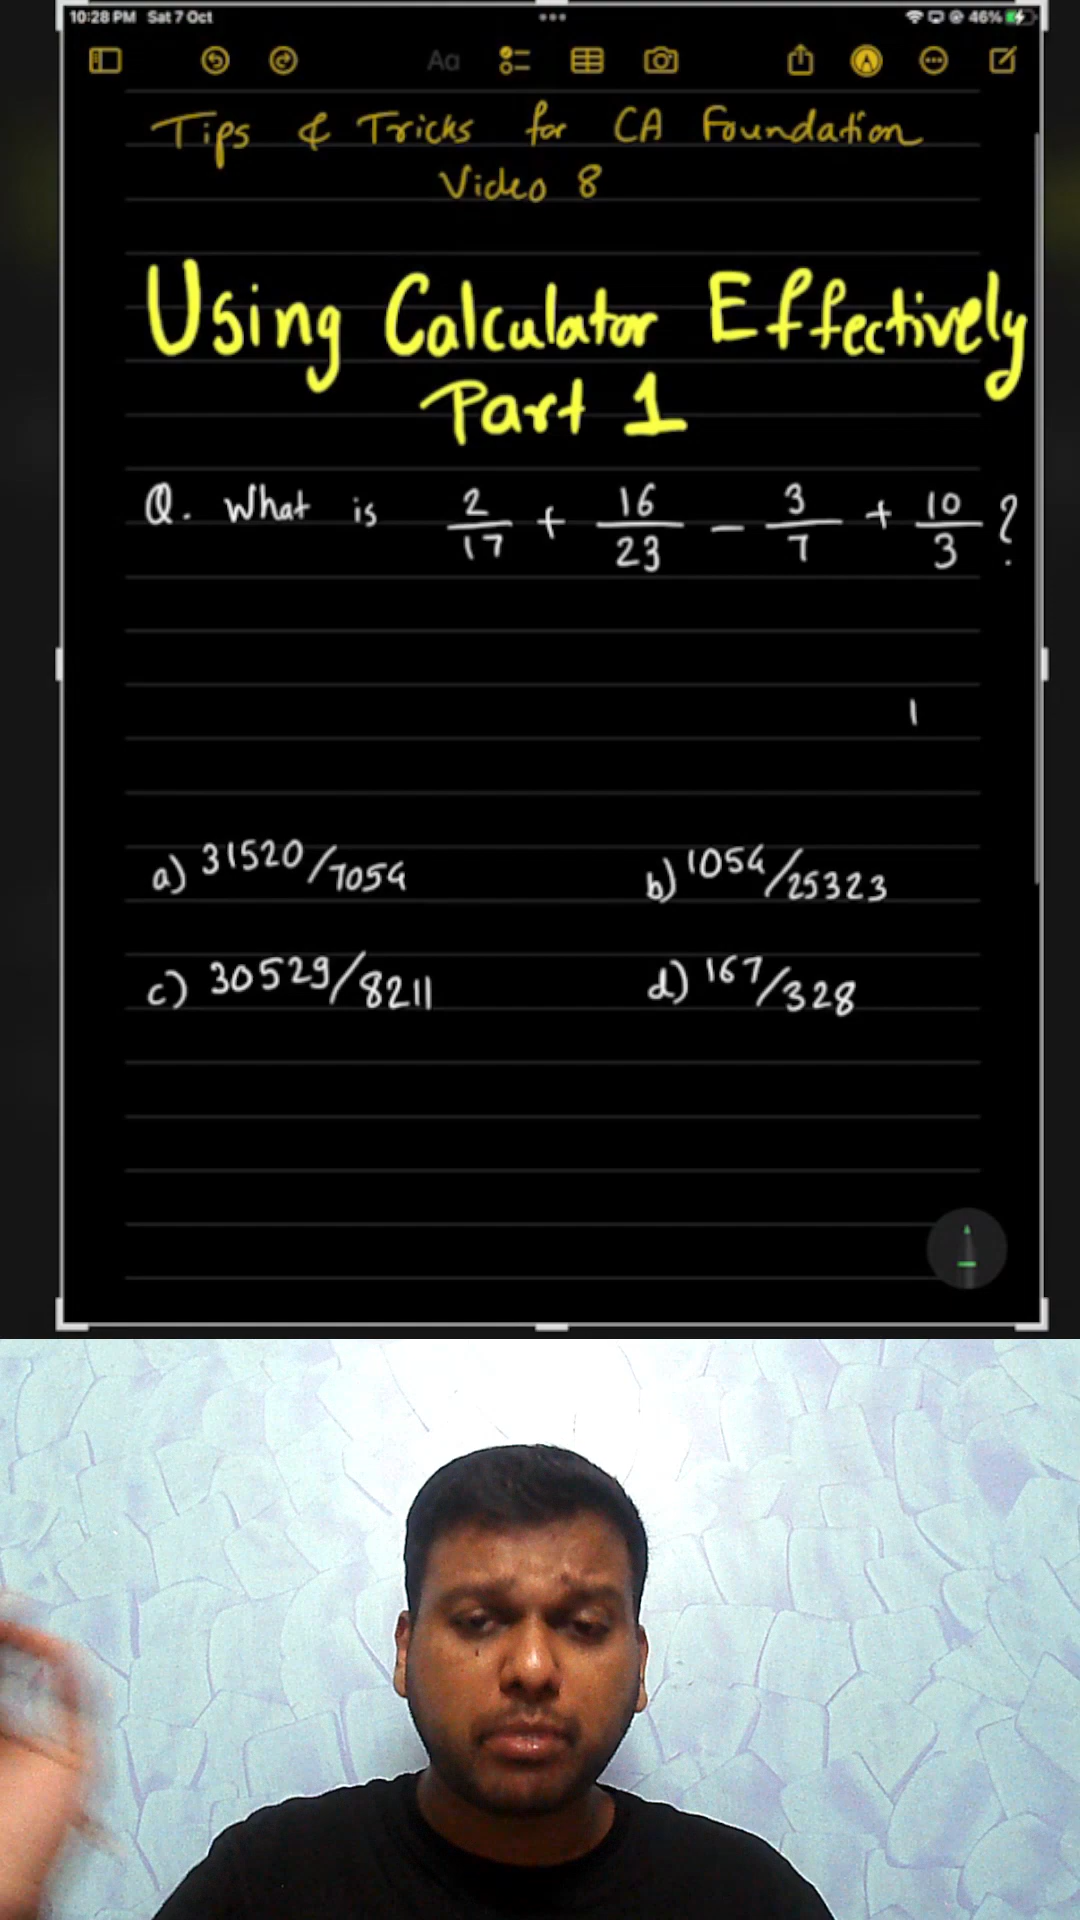 10:28 PM Sat 7 Oct 46%
Aa
Tips & Tricks for CA Foundation
Video 8
Using Calculator Effectively
Part 1
Q. What is 2/17 + 16/23 - 3/7 + 10/3 ?
1
a) 31520/7054 b) 1054/25323
c) 30529/8211 d) 167/328